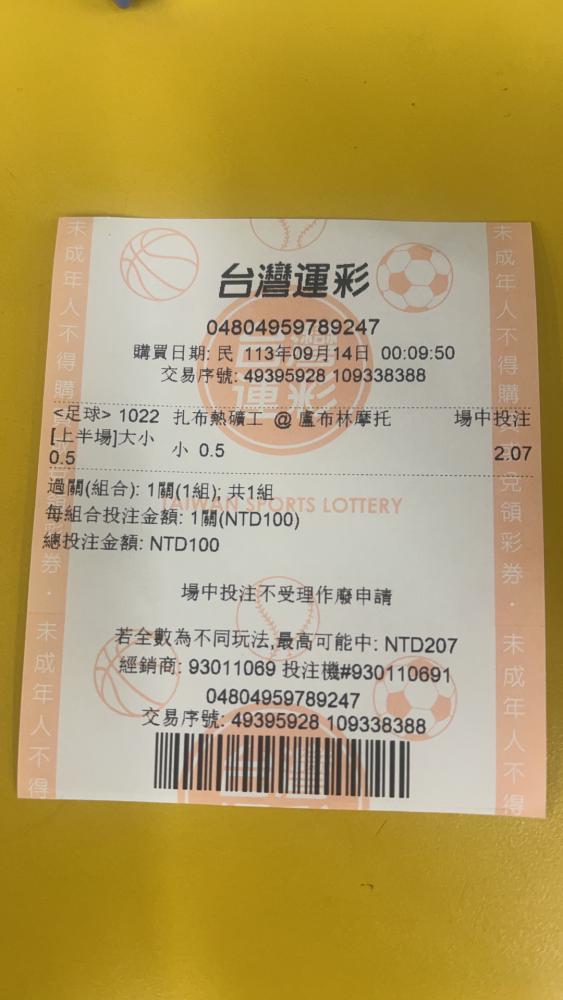 台灣運彩
04804959789247
購買日期: 民 113年09月14日 00:09:50
交易序號: 49395928 109338388
<足球> 1022 扎布熱礦工 @ 盧布林摩托 場中投注
[上半場]大小
0.5 小 0.5 2.07
過關(組合): 1關(1組); 共1組
TAIWAN SPORTS LOTTERY
每組合投注金額: 1關(NTD100)
總投注金額: NTD100
場中投注不受理作廢申請
若全數為不同玩法,最高可能中: NTD207
經銷商: 93011069 投注機#930110691
04804959789247
交易序號: 49395928 109338388
未成年人不得購
未成年人不得
未成年人不得購
兌領彩券・
未成年人不得